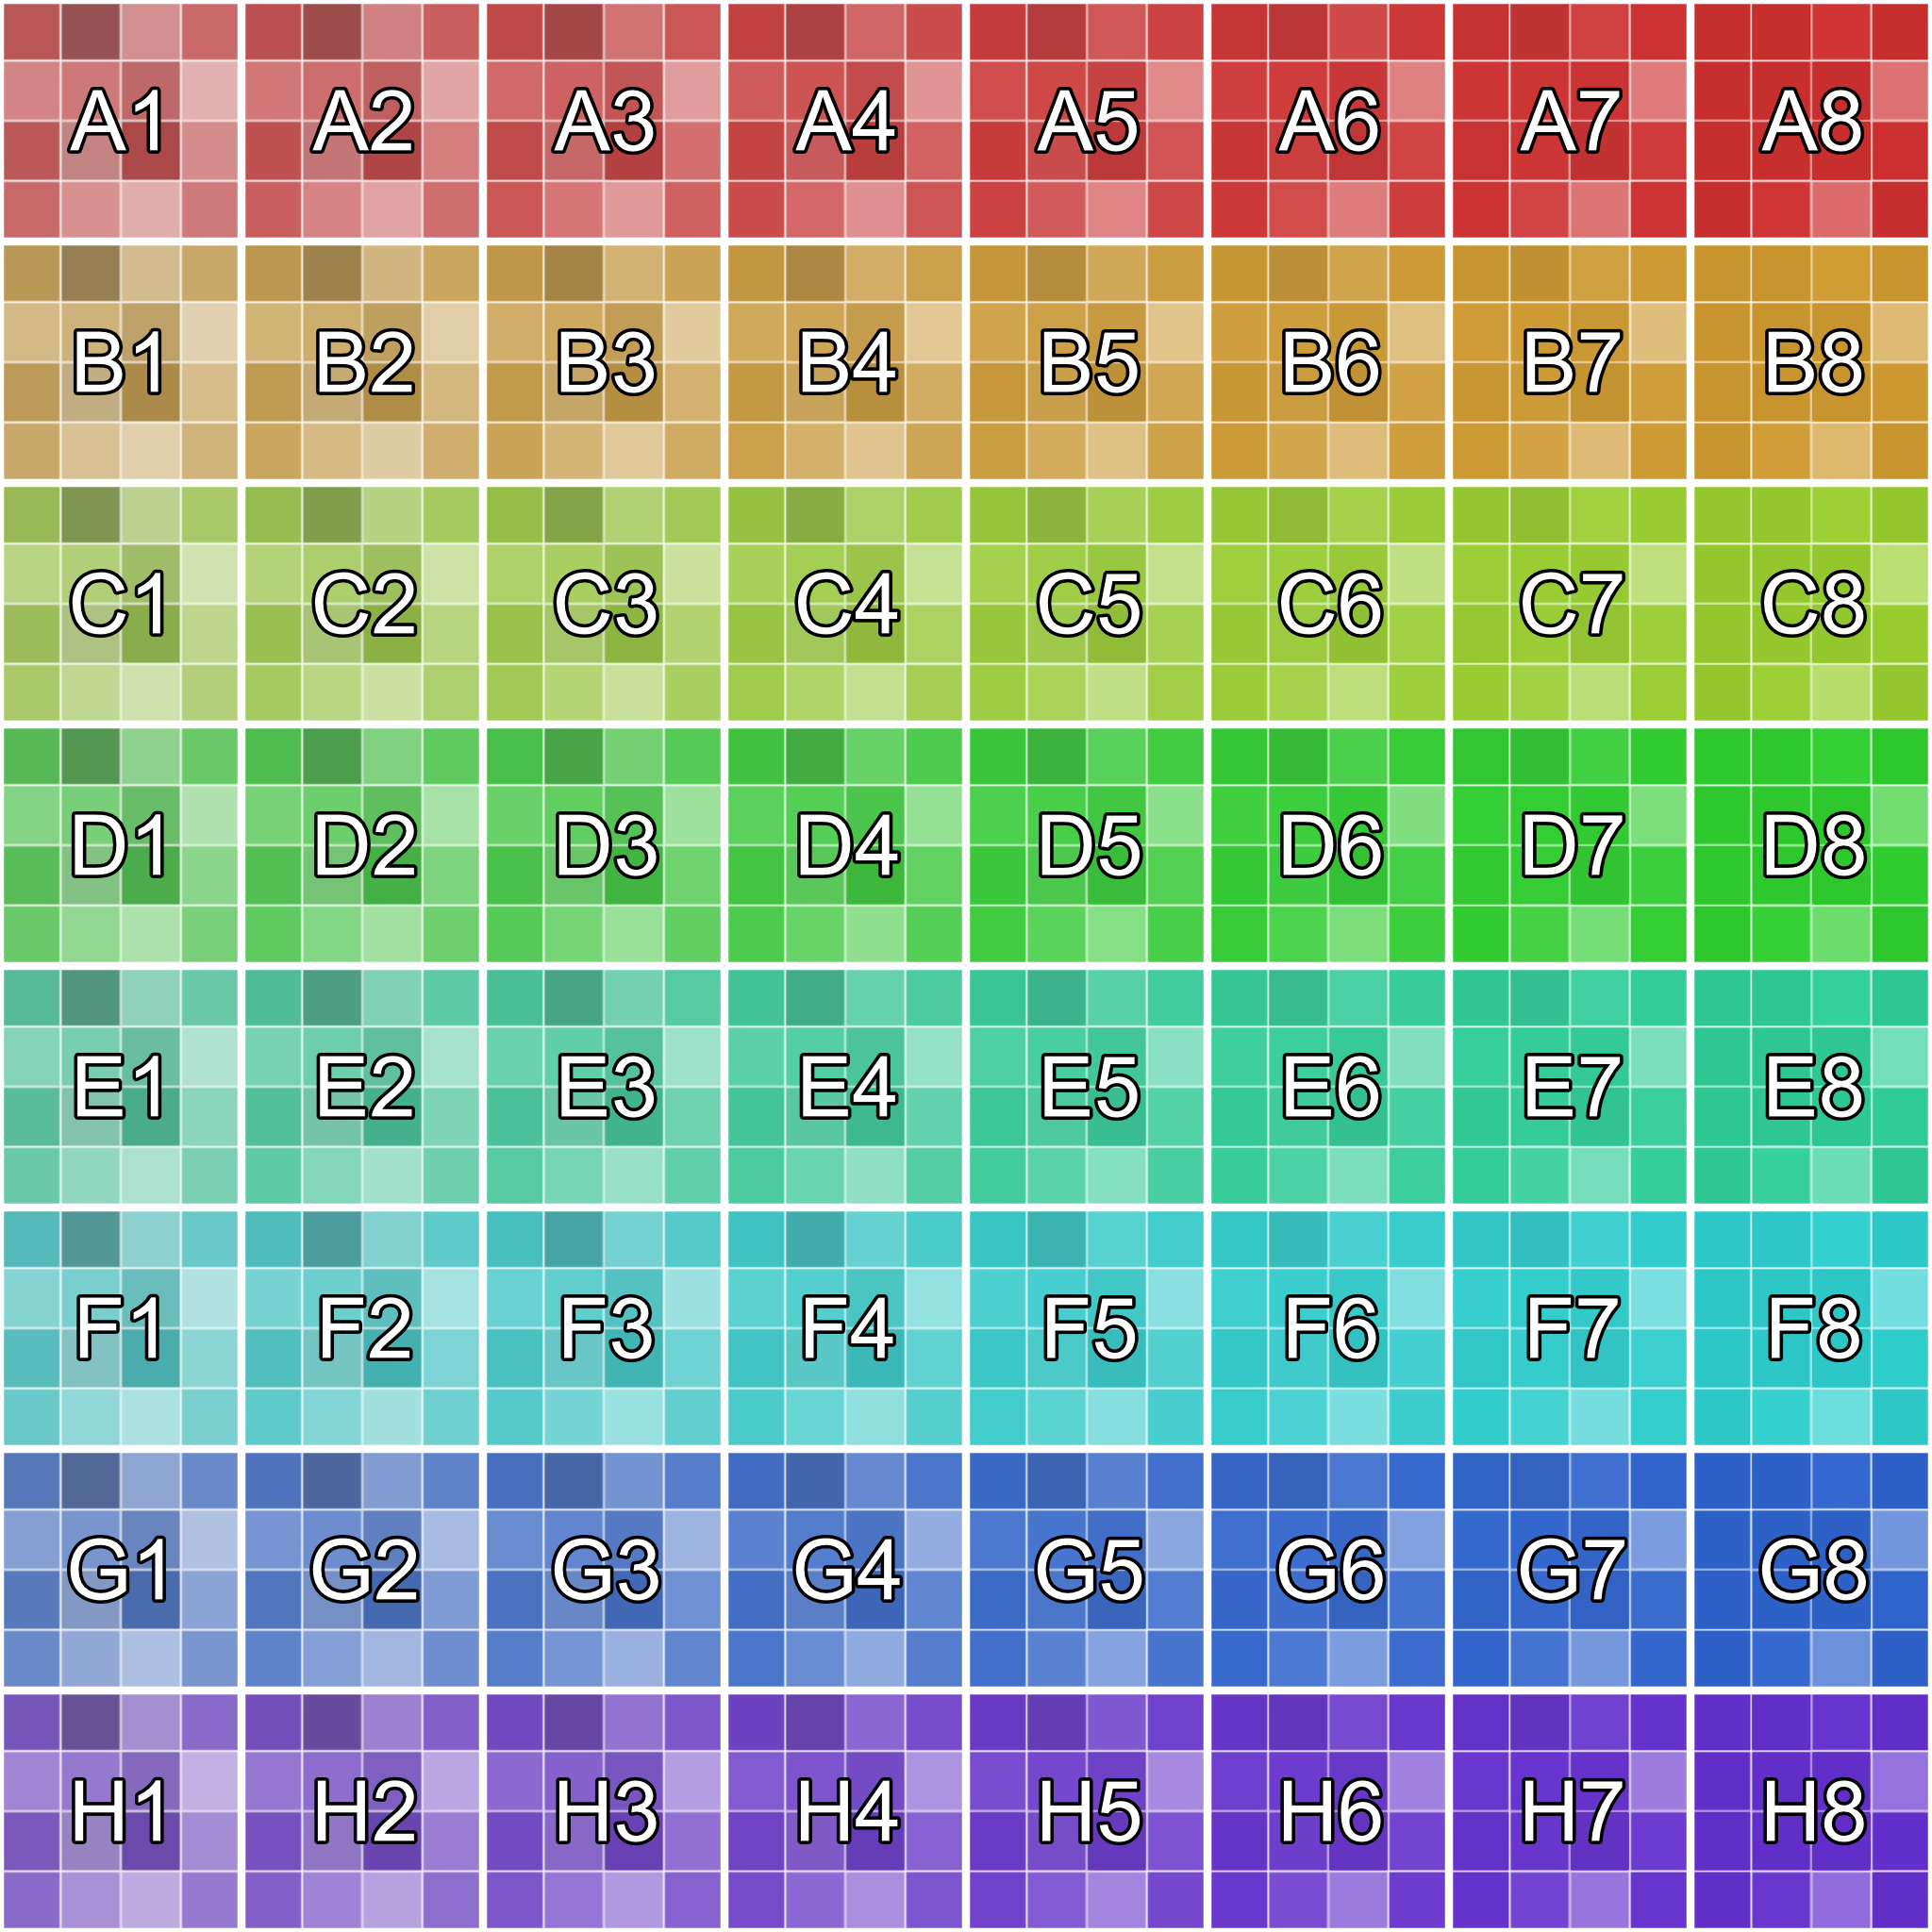 A1 A2 A3 A4 A5 A6 A7 A8
B1 B2 B3 B4 B5 B6 B7 B8
C1 C2 C3 C4 C5 C6 C7 C8
D1 D2 D3 D4 D5 D6 D7 D8
E1 E2 E3 E4 E5 E6 E7 E8
F1 F2 F3 F4 F5 F6 F7 F8
G1 G2 G3 G4 G5 G6 G7 G8
H1 H2 H3 H4 H5 H6 H7 H8